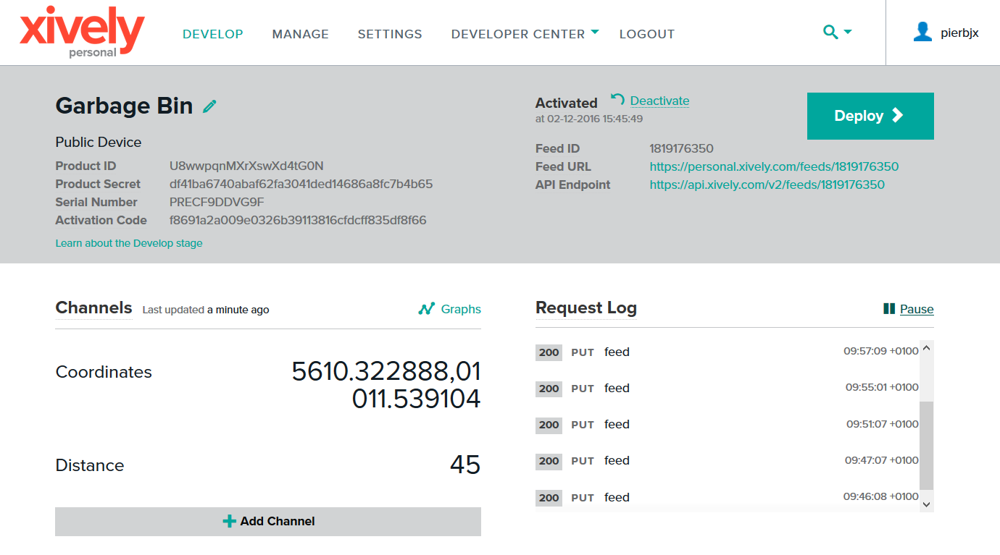 xively
personal
DEVELOP
MANAGE
SETTINGS
DEVELOPER CENTER
LOGOUT
pierbjx
Garbage Bin
Public Device
Product ID U8wwpqnMXrXswXd4tG0N
Product Secret df41ba6740abaf62fa3041ded14686a8fc7b4b65
Serial Number PRECF9DDVG9F
Activation Code f8691a2a009e0326b39113816cfdcff835df8f66
Learn about the Develop stage
Activated Deactivate
at 02-12-2016 15:45:49
Feed ID 1819176350
Feed URL https://personal.xively.com/feeds/1819176350
API Endpoint https://api.xively.com/v2/feeds/1819176350
Deploy
Channels Last updated a minute ago Graphs
Coordinates 5610.322888,01
011.539104
Distance 45
Add Channel
Request Log Pause
200 PUT feed 09:57:09 +0100
200 PUT feed 09:55:01 +0100
200 PUT feed 09:51:07 +0100
200 PUT feed 09:47:07 +0100
200 PUT feed 09:46:08 +0100